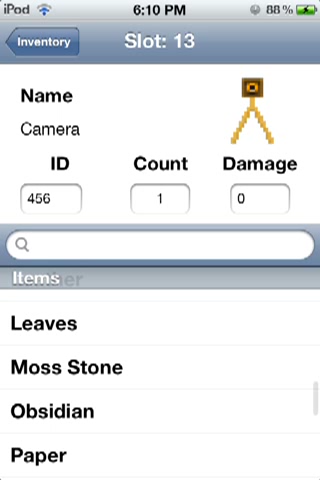 iPod 6:10 PM 88 %
Inventory Slot: 13
Name
Camera
ID Count Damage
456 1 0
Items
Leaves
Moss Stone
Obsidian
Paper